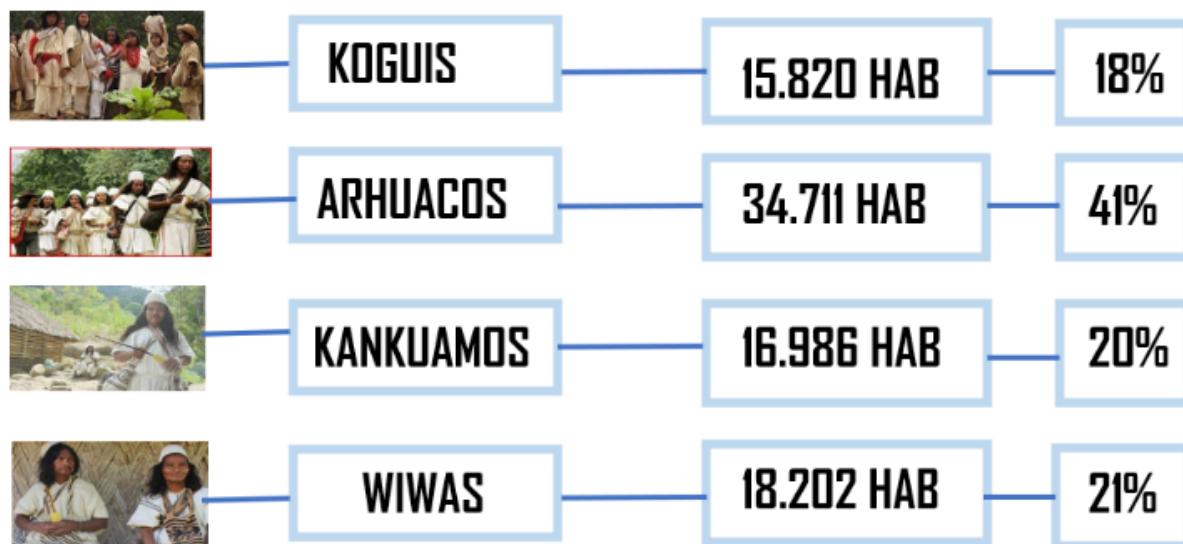 KOGUIS 15.820 HAB 18%
ARHUACOS 34.711 HAB 41%
KANKUAMOS 16.986 HAB 20%
WIWAS 18.202 HAB 21%